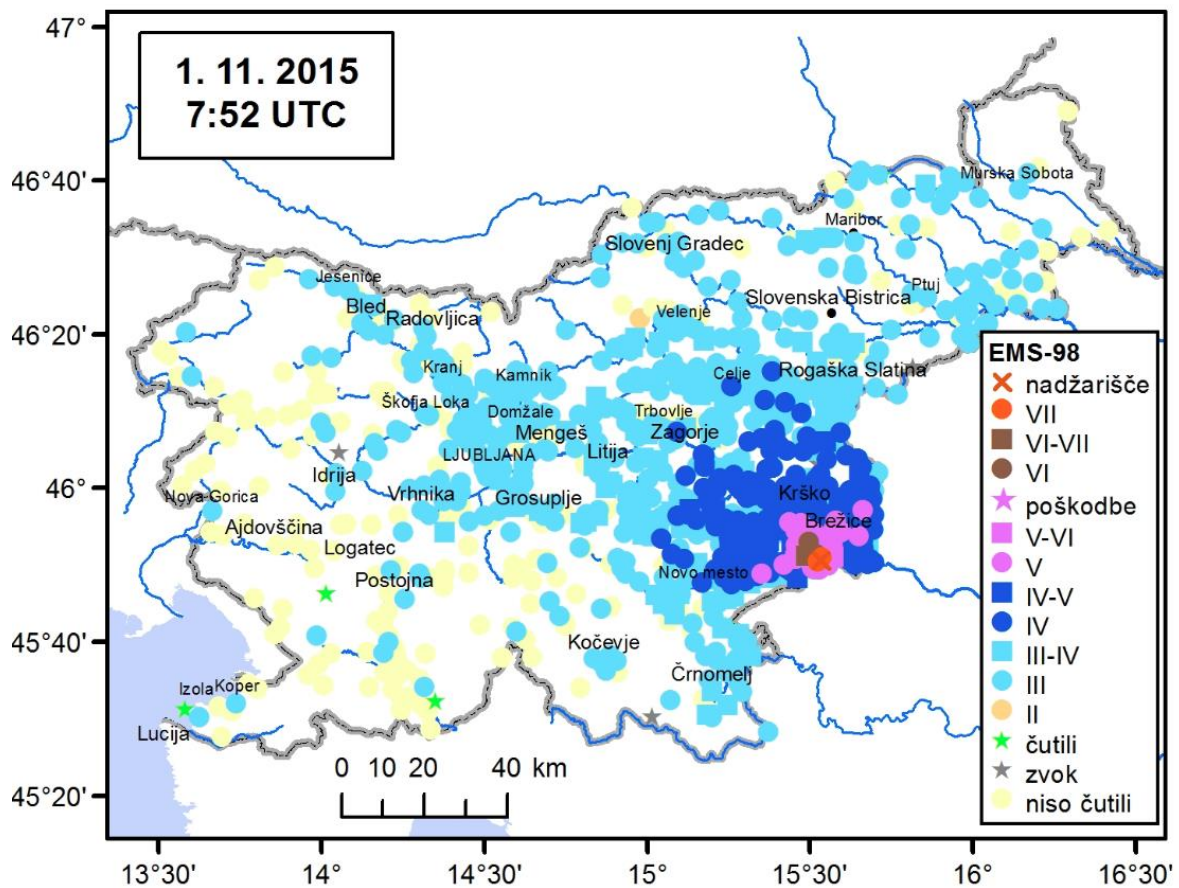 47°
1. 11. 2015
7:52 UTC
46°40'
Murska Sobota
Maribor
Slovenj Gradec
Jesenice
Ptuj
Bled
Slovenska Bistrica
46°20'
Radovljica
Velenje
EMS-98
Kranj
Kamnik
Celje
Rogaška Slatina
nadžarišče
Škofja Loka
Domžale
Trbovlje
VII
Mengeš
Zagorje
VI-VII
LJUBLJANA
Litija
VI
Idrija
46°
Vrhnika
Grosuplje
Krško
poškodbe
Nova Gorica
Brežice
V-VI
Ajdovščina
Logatec
V
Postojna
Novo mesto
IV-V
IV
45°40'
Kočevje
III-IV
Črnomelj
III
Izola
Koper
II
Lucija
čutili
zvok
0 10 20 40 km
niso čutili
45°20'
13°30' 14° 14°30' 15° 15°30' 16° 16°30'